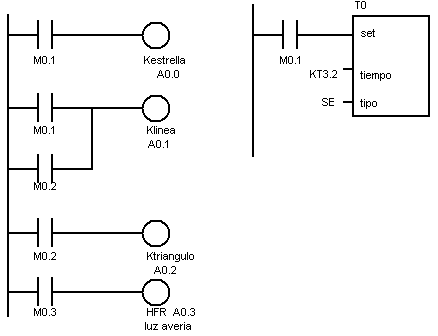 M0.1
Kestrella
A0.0
M0.1
Klinea
A0.1
M0.2
M0.2
Ktriangulo
A0.2
M0.3
HFR A0.3
luz averia
T0
set
M0.1
KT3.2 tiempo
SE tipo